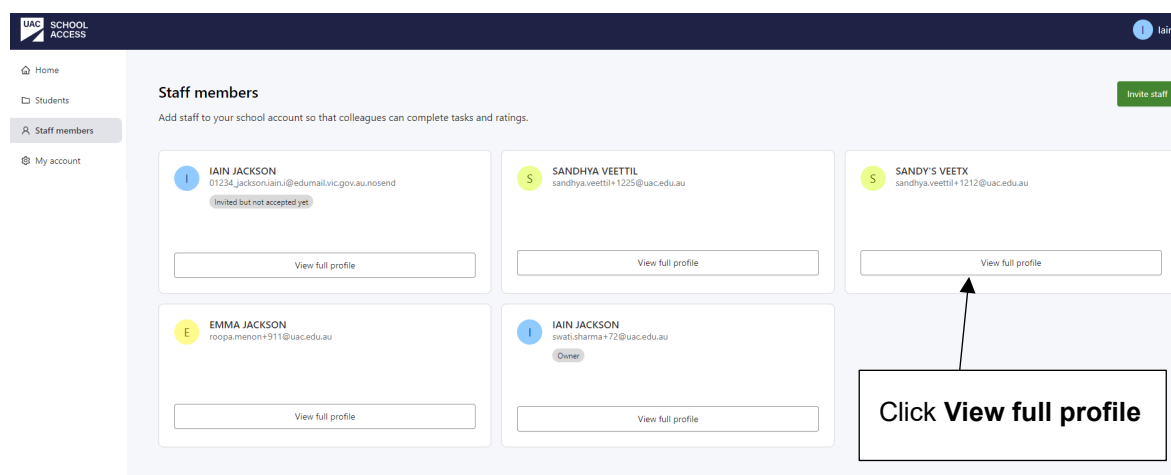 UAC SCHOOL
ACCESS
I Iain
Home
Students
Staff members
My account
Staff members
Invite staff
Add staff to your school account so that colleagues can complete tasks and ratings.
I IAIN JACKSON
01234_jackson.iain.i@edumail.vic.gov.au.nosend
Invited but not accepted yet
View full profile
S SANDHYA VEETTIL
sandhya.veettil+1225@uac.edu.au
View full profile
S SANDY'S VEETX
sandhya.veettil+1212@uac.edu.au
View full profile
E EMMA JACKSON
roopa.menon+911@uac.edu.au
View full profile
I IAIN JACKSON
swati.sharma+72@uac.edu.au
Owner
View full profile
Click View full profile